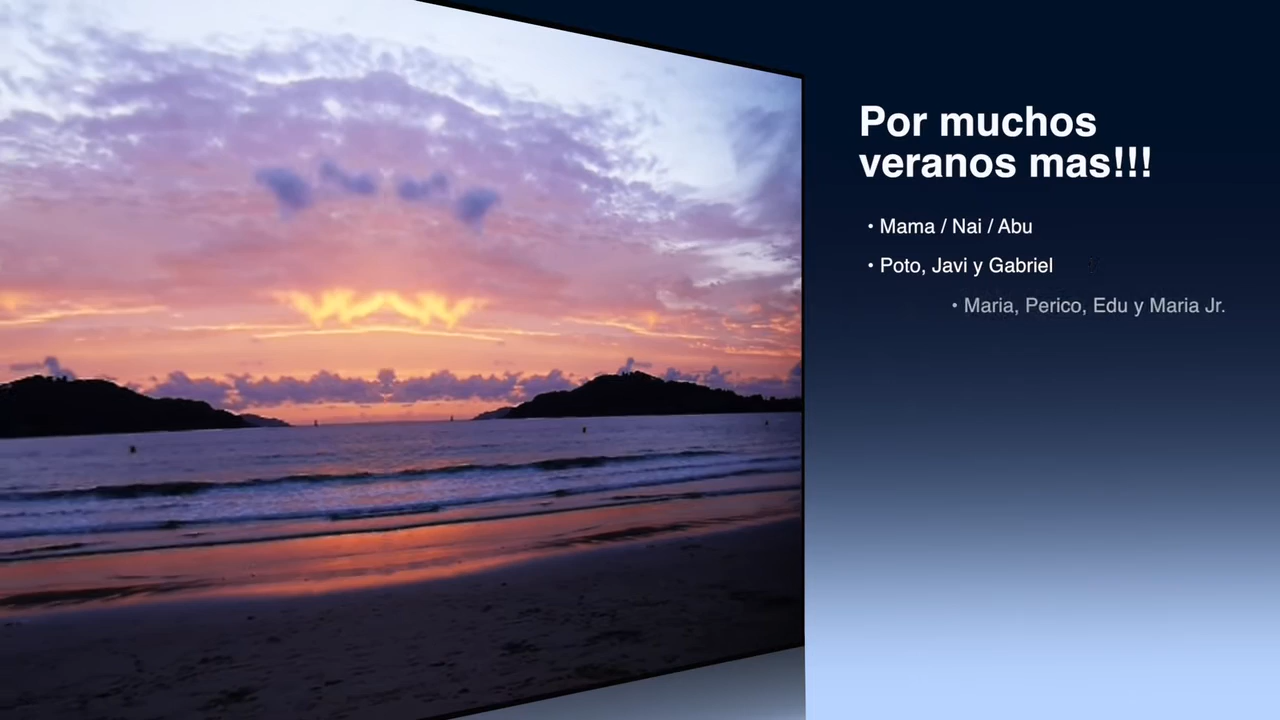 Por muchos
veranos mas!!!
• Mama / Nai / Abu
• Poto, Javi y Gabriel
• Maria, Perico, Edu y Maria Jr.